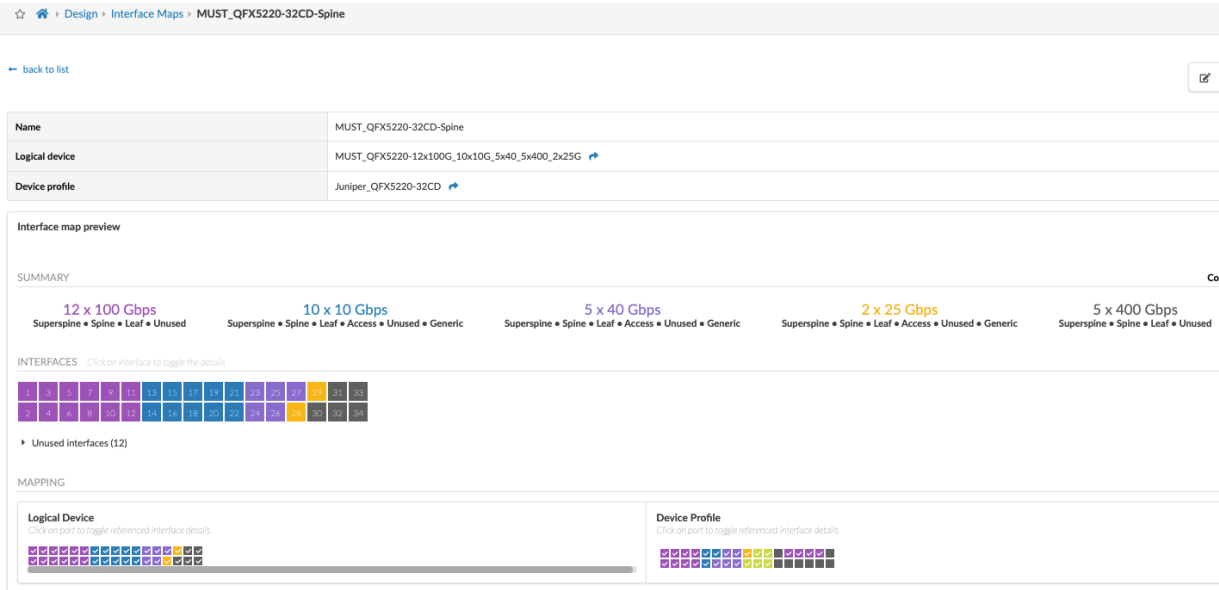 Design Interface Maps MUST_QFX5220-32CD-Spine
back to list
Name MUST_QFX5220-32CD-Spine
Logical device MUST_QFX5220-12x100G_10x10G_5x40_5x400_2x25G
Device profile Juniper_QFX5220-32CD
Interface map preview
SUMMARY Co
12 x 100 Gbps 10 x 10 Gbps 5 x 40 Gbps 2 x 25 Gbps 5 x 400 Gbps
Superspine • Spine • Leaf • Unused Superspine • Spine • Leaf • Access • Unused • Generic Superspine • Spine • Leaf • Access • Unused • Generic Superspine • Spine • Leaf • Access • Unused • Generic Superspine • Spine • Leaf • Unused
INTERFACES Click on interface to toggle the details
1 3 5 7 9 11 13 15 17 19 21 23 25 27 29 31 33
2 4 6 8 10 12 14 16 18 20 22 24 26 28 30 32 34
Unused interfaces (12)
MAPPING
Logical Device Device Profile
Click on port to toggle referenced interface details Click on port to toggle referenced interface details